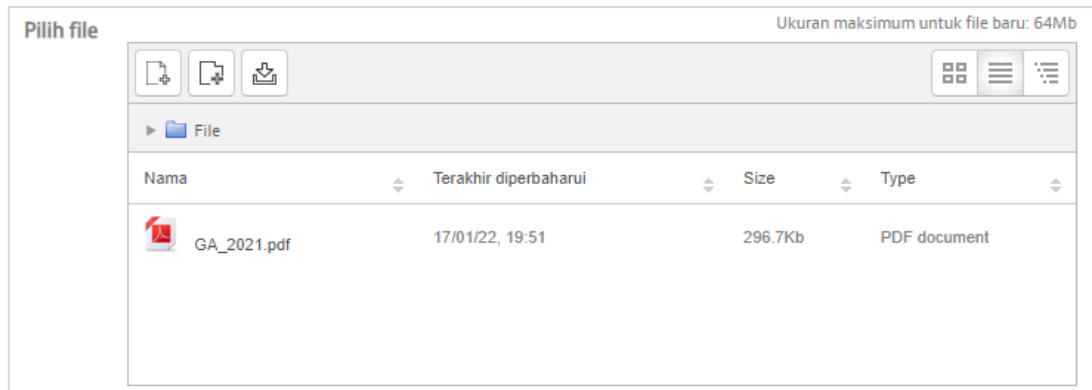 Pilih file
Ukuran maksimum untuk file baru: 64Mb
File
Nama Terakhir diperbaharui Size Type
GA_2021.pdf 17/01/22, 19:51 296.7Kb PDF document